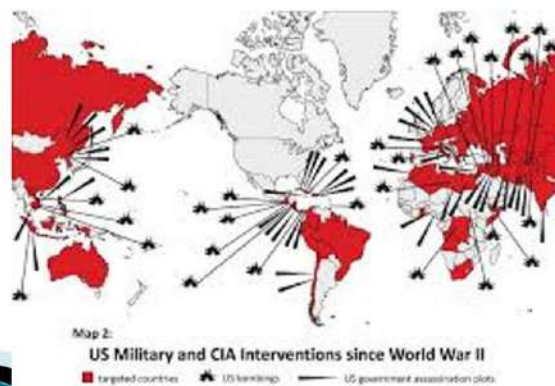 Map 2:
US Military and CIA Interventions since World War II
targeted countries US bombings US government assassination plots